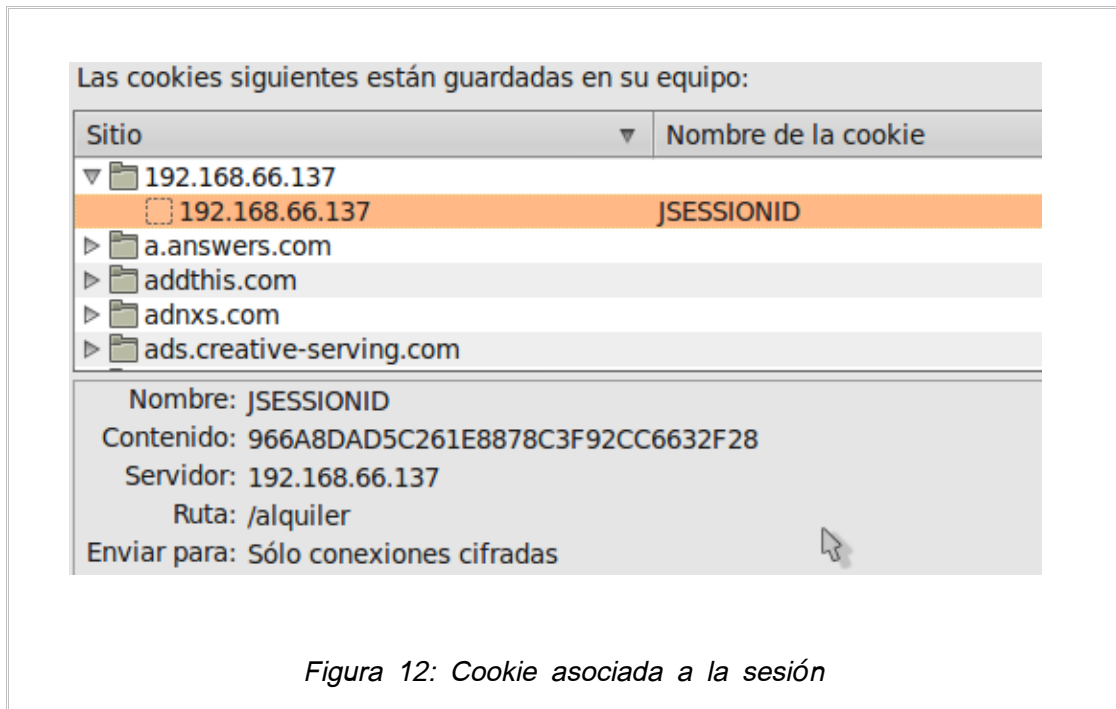 Las cookies siguientes están guardadas en su equipo:
Sitio Nombre de la cookie
192.168.66.137
192.168.66.137 JSESSIONID
a.answers.com
addthis.com
adnxs.com
ads.creative-serving.com
Nombre: JSESSIONID
Contenido: 966A8DAD5C261E8878C3F92CC6632F28
Servidor: 192.168.66.137
Ruta: /alquiler
Enviar para: Sólo conexiones cifradas
Figura 12: Cookie asociada a la sesión